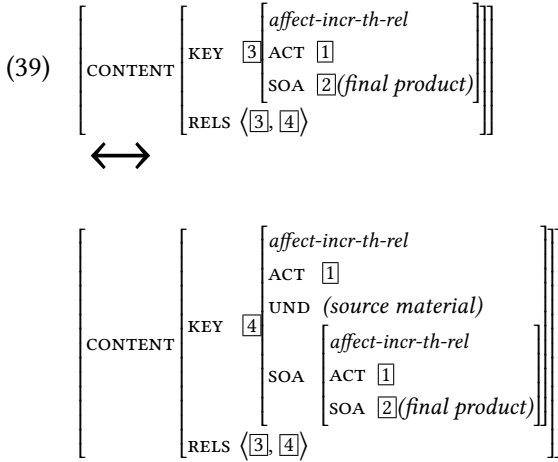 affect-incr-th-rel
(39) CONTENT KEY 3 ACT 1
SOA 2 (final product)
RELS ⟨3, 4⟩
↔
affect-incr-th-rel
ACT 1
UND (source material)
KEY 4
affect-incr-th-rel
CONTENT
SOA ACT 1
SOA 2 (final product)
RELS ⟨3, 4⟩